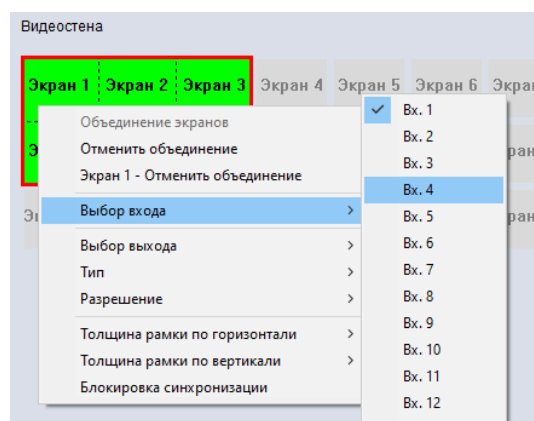 Видеостена
Экран 1 Экран 2 Экран 3 Экран 4 Экран 5 Экран 6
Объединение экранов
Отменить объединение
Экран 1 - Отменить объединение
Выбор входа
Выбор выхода
Тип
Разрешение
Толщина рамки по горизонтали
Толщина рамки по вертикали
Блокировка синхронизации
Вх. 1
Вх. 2
Вх. 3
Вх. 4
Вх. 5
Вх. 6
Вх. 7
Вх. 8
Вх. 9
Вх. 10
Вх. 11
Вх. 12